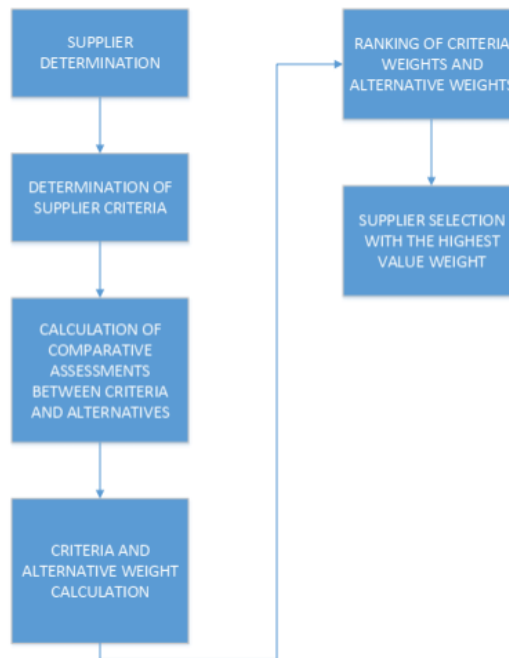 SUPPLIER
DETERMINATION
DETERMINATION OF
SUPPLIER CRITERIA
CALCULATION OF
COMPARATIVE
ASSESSMENTS
BETWEEN CRITERIA
AND ALTERNATIVES
CRITERIA AND
ALTERNATIVE WEIGHT
CALCULATION
RANKING OF CRITERIA
WEIGHTS AND
ALTERNATIVE WEIGHTS
SUPPLIER SELECTION
WITH THE HIGHEST
VALUE WEIGHT